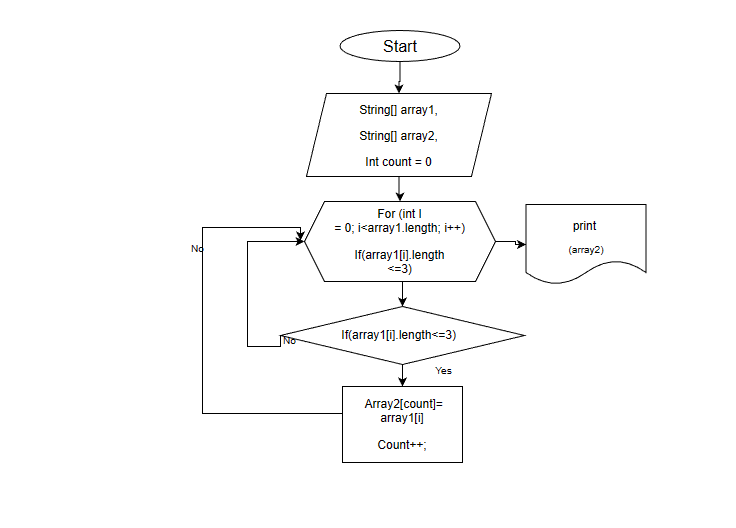 Start
String[] array1,
String[] array2,
Int count = 0
For (int I
= 0; i<array1.length; i++)
If(array1[i].length
<=3)
print
(array2)
No
No
If(array1[i].length<=3)
Yes
Array2[count]=
array1[i]
Count++;